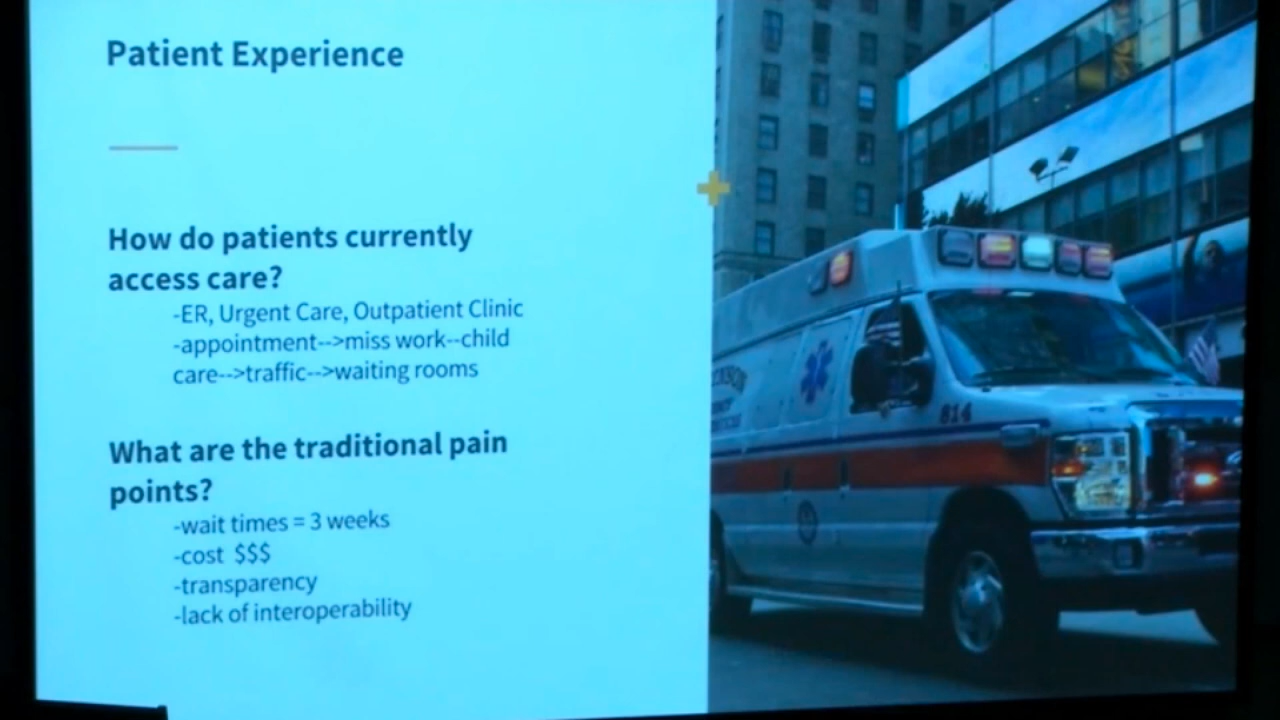 Patient Experience
How do patients currently
access care?
-ER, Urgent Care, Outpatient Clinic
-appointment-->miss work--child
care-->traffic-->waiting rooms
What are the traditional pain
points?
-wait times = 3 weeks
-cost $$$
-transparency
-lack of interoperability
814